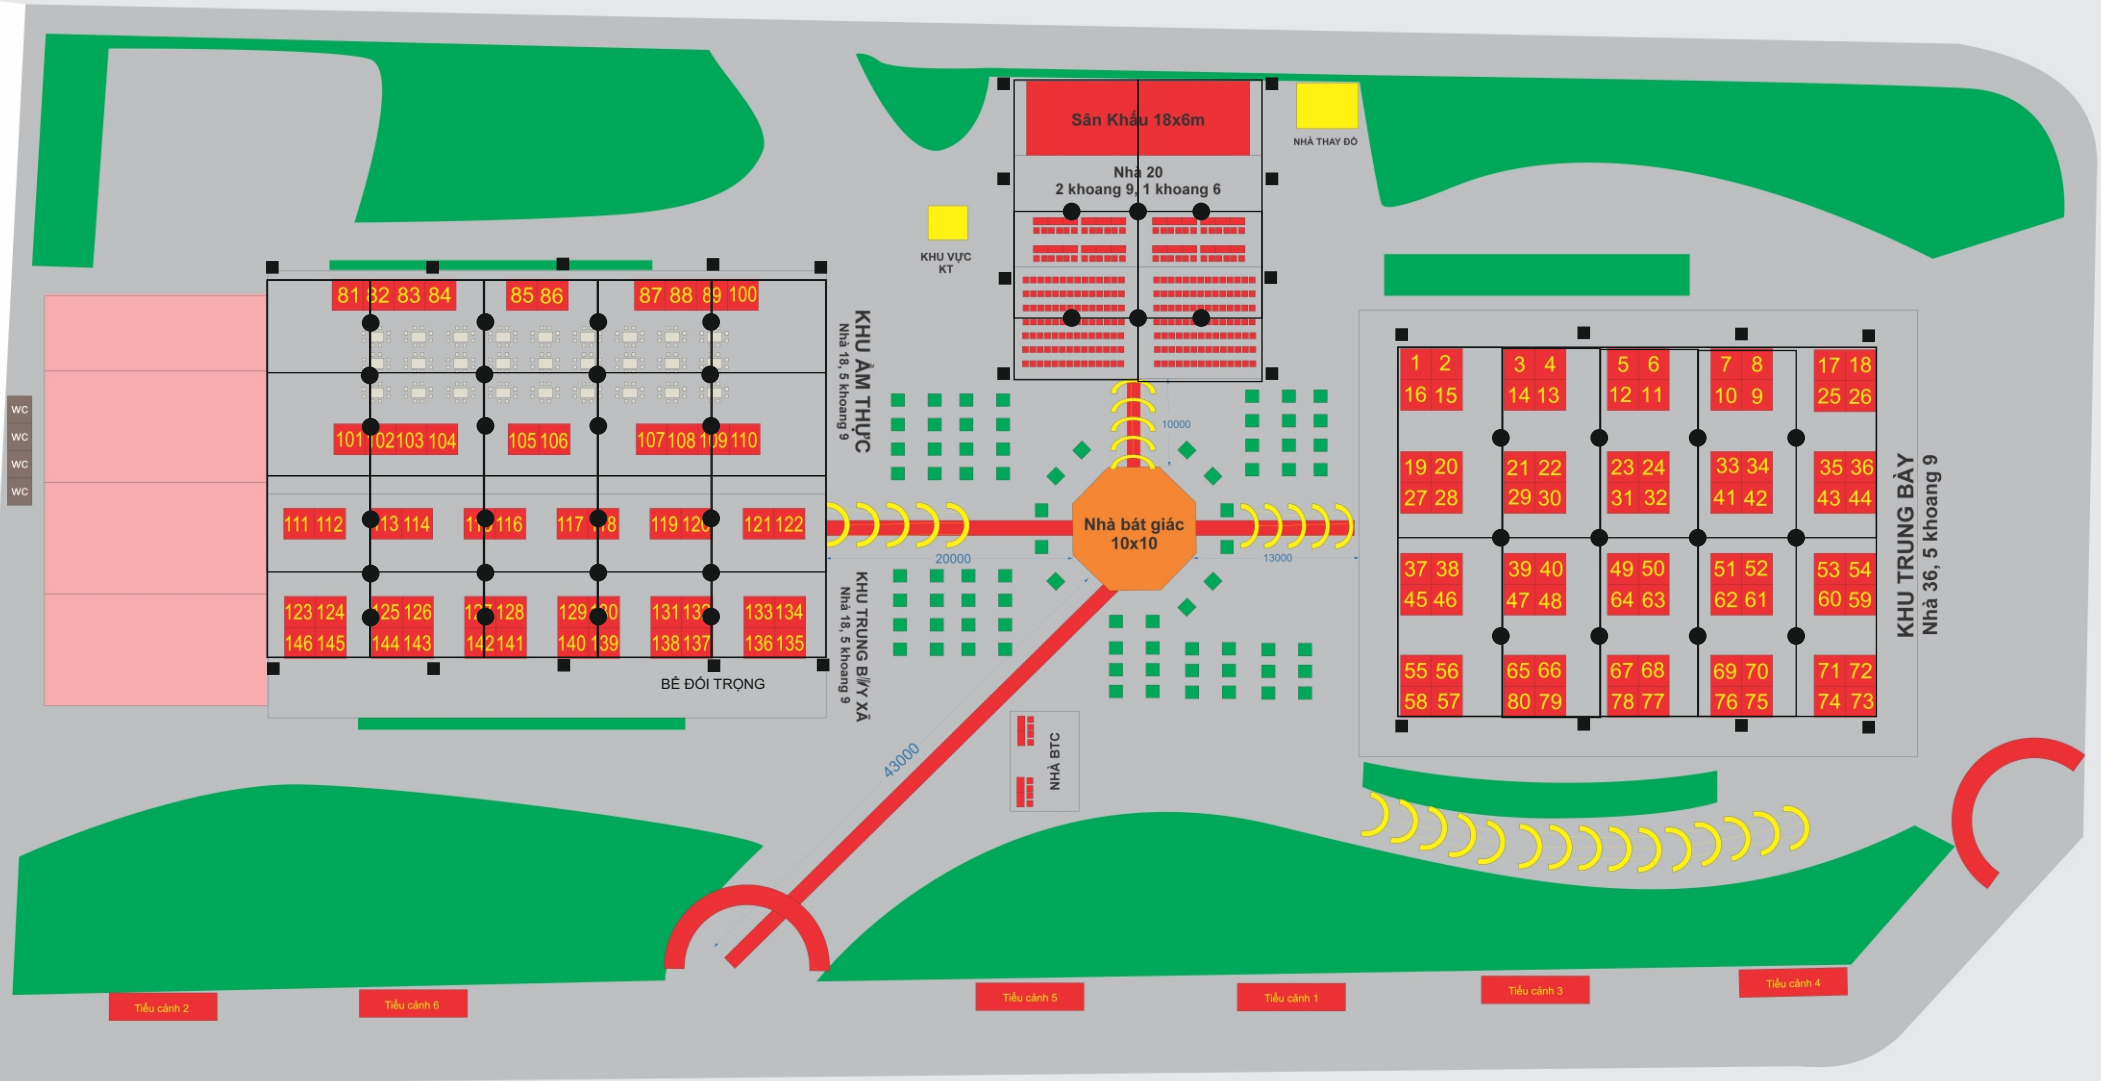 Sân Khấu 18x6m
NHÀ THAY ĐỒ
Nhà 20
2 khoang 9, 1 khoang 6
KHU VỰC
KT
81 82 83 84
85 86
87 88 89 100
KHU ẨM THỰC
Nhà 18, 5 khoang 9
101 102 103 104
105 106
107 108 109 110
WC
WC
WC
WC
111 112
113 114
115 116
117 118
119 120
121 122
123 124
125 126
127 128
129 130
131 132
133 134
146 145
144 143
142 141
140 139
138 137
136 135
Nhà 18, 5 khoang 9
BỂ ĐỐI TRỌNG
10000
Nhà bát giác
10x10
20000
13000
43000
NHÀ BTC
1 2
3 4
5 6
7 8
17 18
16 15
14 13
12 11
10 9
25 26
19 20
21 22
23 24
33 34
35 36
27 28
29 30
31 32
41 42
43 44
37 38
39 40
49 50
51 52
53 54
45 46
47 48
64 63
62 61
60 59
55 56
65 66
67 68
69 70
71 72
58 57
80 79
78 77
76 75
74 73
KHU TRUNG BÀY
Nhà 36, 5 khoang 9
Tiểu cảnh 2
Tiểu cảnh 6
Tiểu cảnh 5
Tiểu cảnh 1
Tiểu cảnh 3
Tiểu cảnh 4